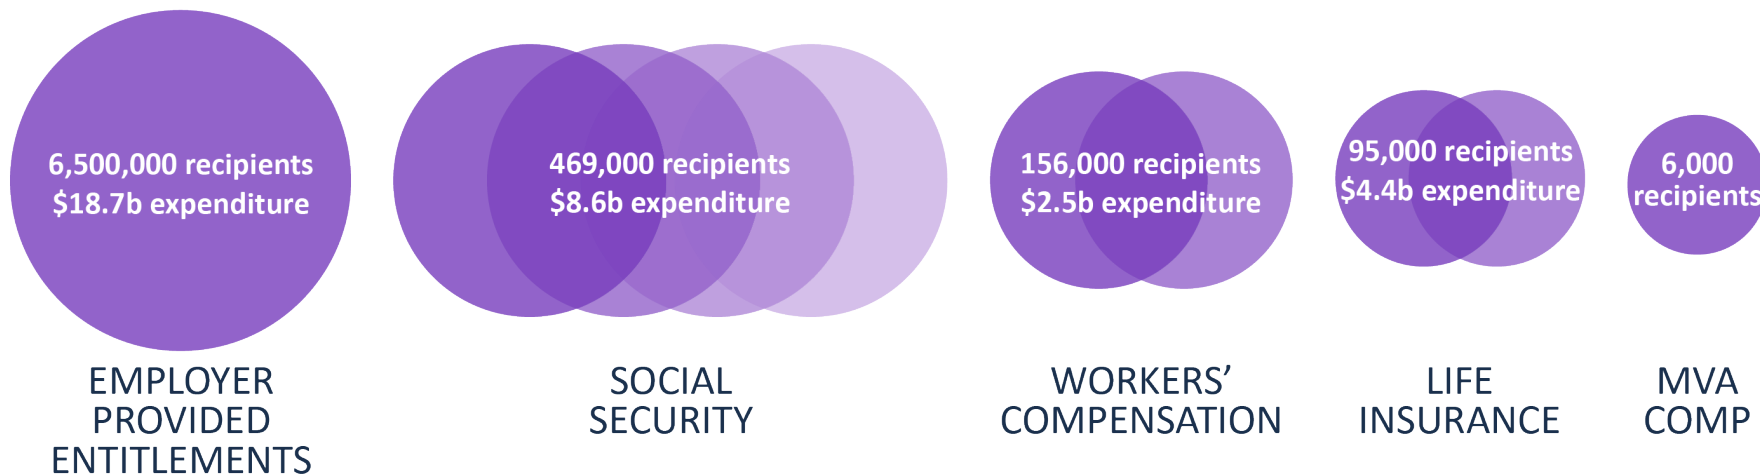 6,500,000 recipients
$18.7b expenditure
469,000 recipients
$8.6b expenditure
156,000 recipients
$2.5b expenditure
95,000 recipients
$4.4b expenditure
6,000
recipients
EMPLOYER
PROVIDED
ENTITLEMENTS
SOCIAL
SECURITY
WORKERS’
COMPENSATION
LIFE
INSURANCE
MVA
COMP